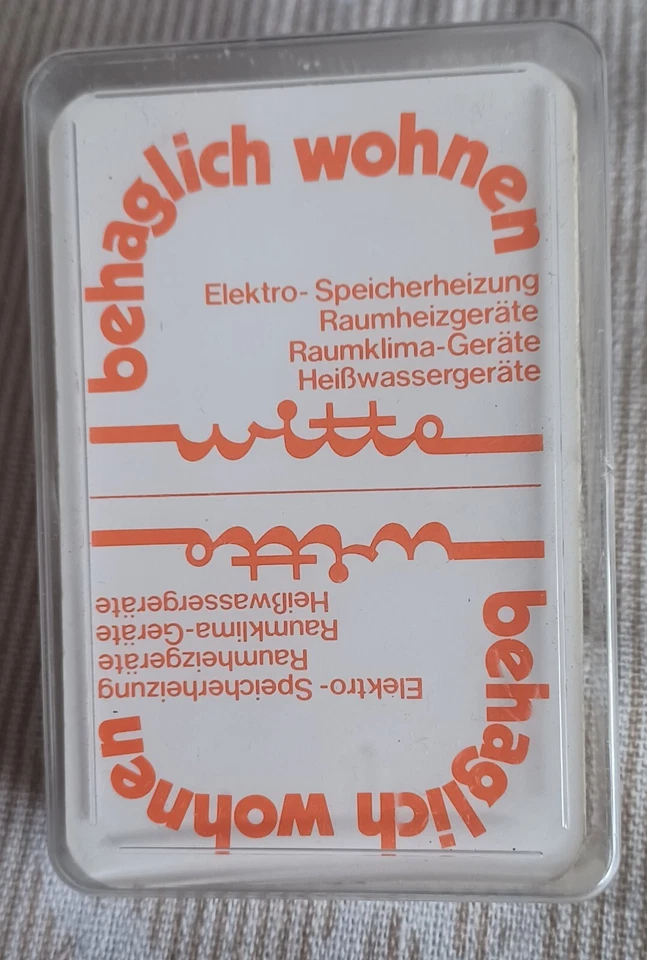 behaglich wohnen
Elektro-Speicherheizung
Raumheizgeräte
Raumklima-Geräte
Heißwassergeräte
witte
witte
Heißwassergeräte
Raumklima-Geräte
Raumheizgeräte
Elektro-Speicherheizung
behaglich wohnen